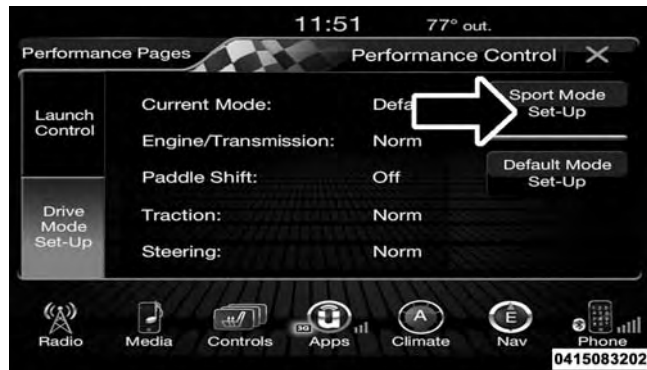 11:51 77° out.
Performance Pages Performance Control
Launch
Control
Drive
Mode
Set-Up
Current Mode: Defa
Engine/Transmission: Norm
Paddle Shift: Off
Traction: Norm
Steering: Norm
Sport Mode
Set-Up
Default Mode
Set-Up
Radio Media Controls 3G Apps A Climate E Nav Phone
0415083202